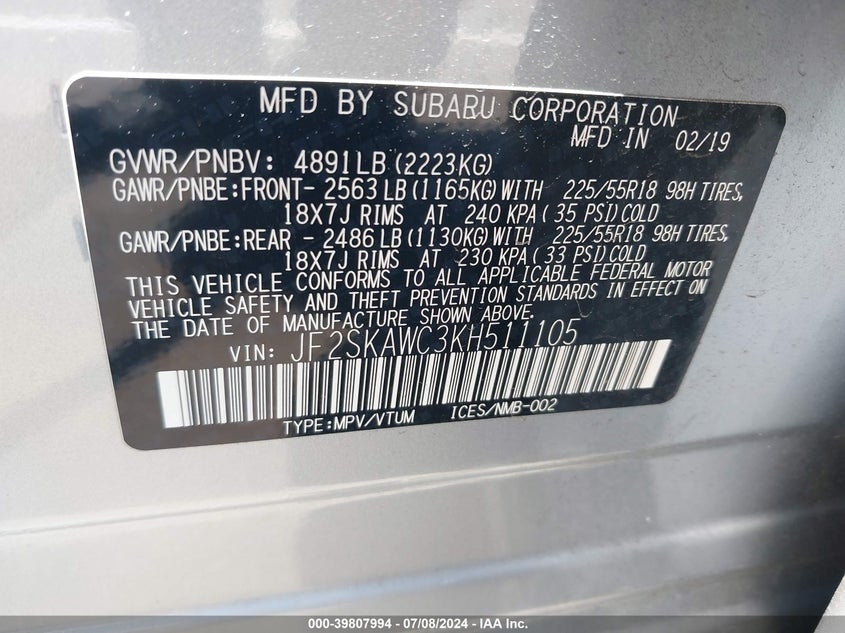 MFD BY SUBARU CORPORATION
MFD IN 02/19
GVWR/PNBV: 4891LB (2223KG)
GAWR/PNBE:FRONT- 2563 LB (1165KG) WITH 225/55R18 98H TIRES,
18X7J RIMS AT 240 KPA ( 35 PSI) COLD
GAWR/PNBE:REAR - 2486 LB (1130KG) WITH 225/55R18 98H TIRES,
18X7J RIMS AT 230 KPA ( 33 PSI) COLD
THIS VEHICLE CONFORMS TO ALL APPLICABLE FEDERAL MOTOR
VEHICLE SAFETY AND THEFT PREVENTION STANDARDS IN EFFECT ON
THE DATE OF MANUFACTURE SHOWN ABOVE.
VIN: JF2SKAWC3KH511105
TYPE:MPV/VTUM ICES/NMB-002
000-39807994 - 07/08/2024 - IAA Inc.